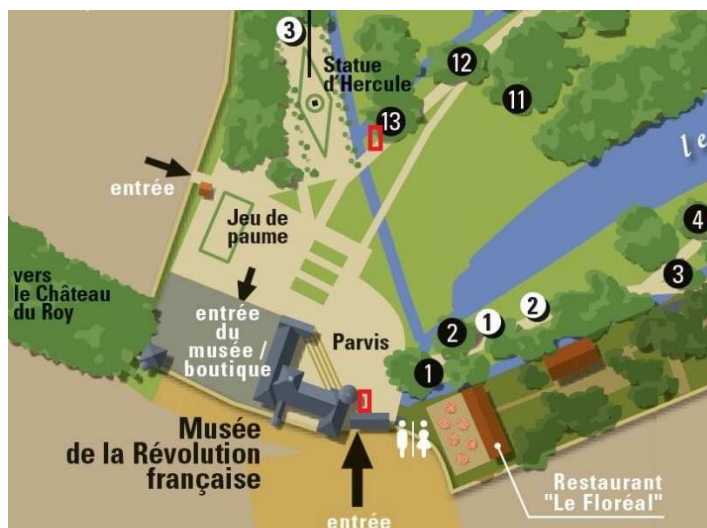 3
Statue
d'Hercule
12
11
13
le
entrée
Jeu de
paume
4
3
vers
le Château
du Roy
entrée
du
musée /
boutique
Parvis
2
1
2
1
Musée
de la Révolution
française
Restaurant
"Le Floréal"
entrée